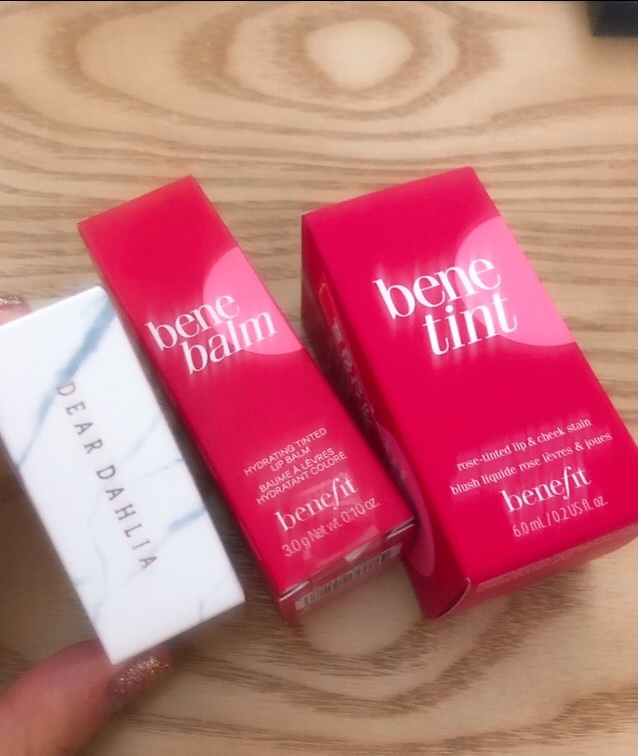 DEAR DAHLIA
bene
balm
HYDRATING TINTED
LIP BALM
BAUME À LÈVRES
HYDRATANT COLORÉ
benefit
3.0 g Net wt. 0.10 oz.
bene
tint
rose-tinted lip & cheek stain
blush liquide rose lèvres & joues
benefit
6.0 mL / 0.2 US fl. oz.